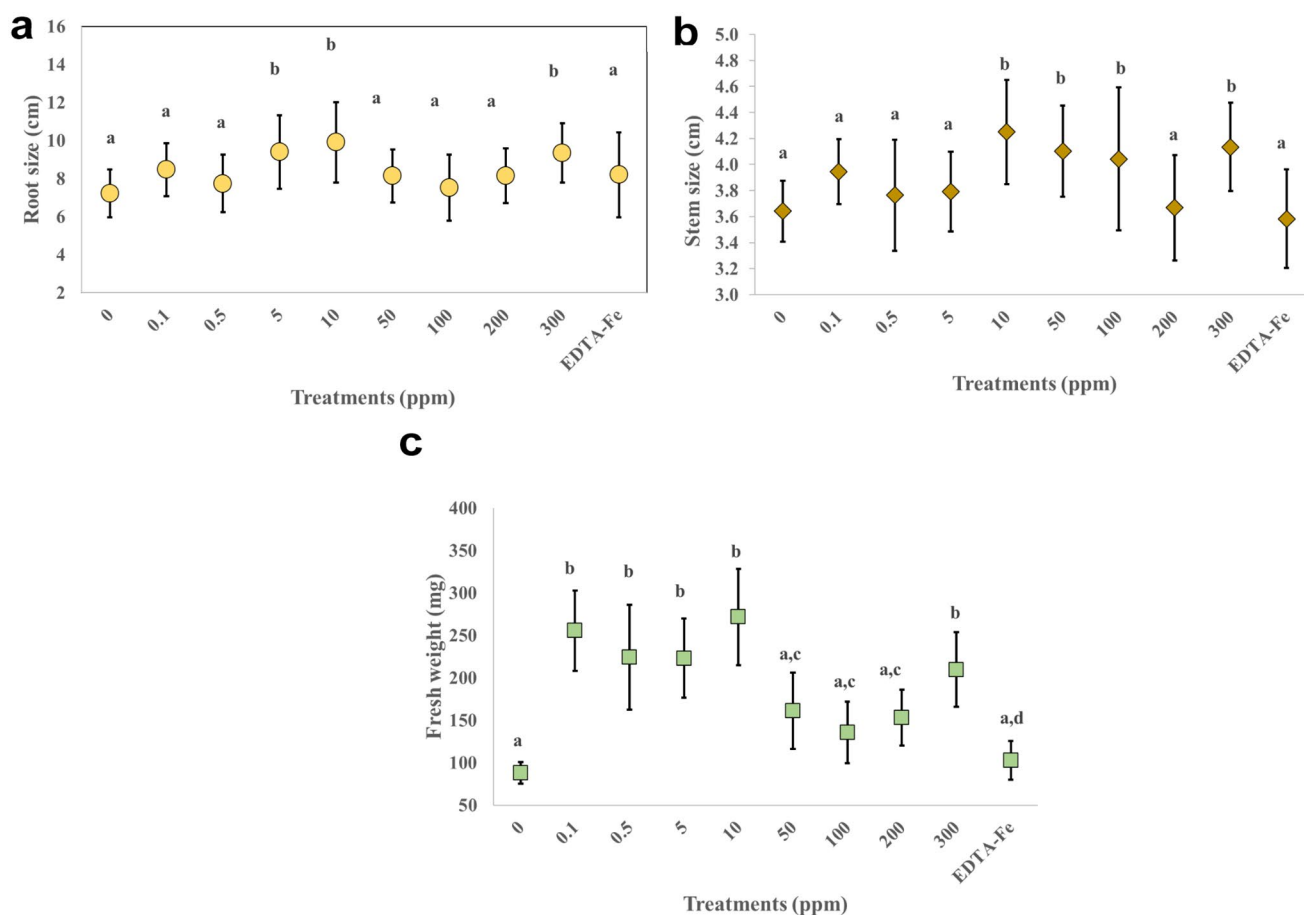 a
Root size (cm)
16
14
12
10
8
6
4
2
a a a b b a a a b a
0 0.1 0.5 5 10 50 100 200 300 EDTA-Fe
Treatments (ppm)
b
Stem size (cm)
5.0
4.8
4.6
4.4
4.2
4.0
3.8
3.6
3.4
3.2
3.0
a a a a b b b a b a
0 0.1 0.5 5 10 50 100 200 300 EDTA-Fe
Treatments (ppm)
c
Fresh weight (mg)
400
350
300
250
200
150
100
50
a b b b b a,c a,c a,c b a,d
0 0.1 0.5 5 10 50 100 200 300 EDTA-Fe
Treatments (ppm)